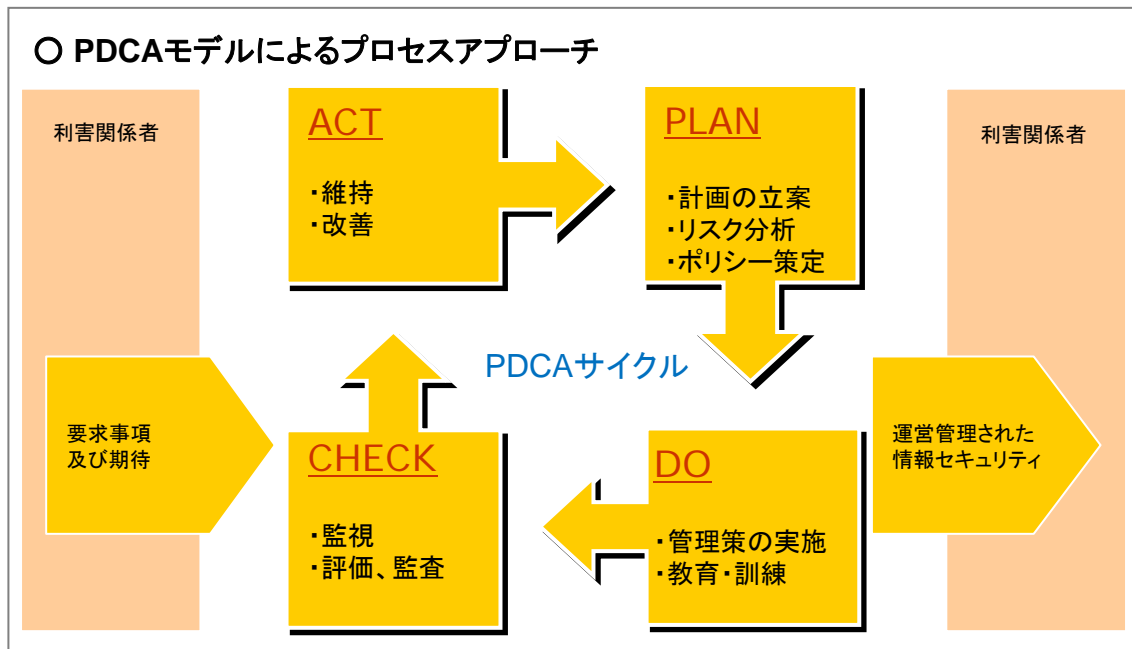 〇 PDCAモデルによるプロセスアプローチ
利害関係者
要求事項
及び期待
ACT
・維持
・改善
PLAN
・計画の立案
・リスク分析
・ポリシー策定
PDCAサイクル
CHECK
・監視
・評価、監査
DO
・管理策の実施
・教育・訓練
利害関係者
運営管理された
情報セキュリティ